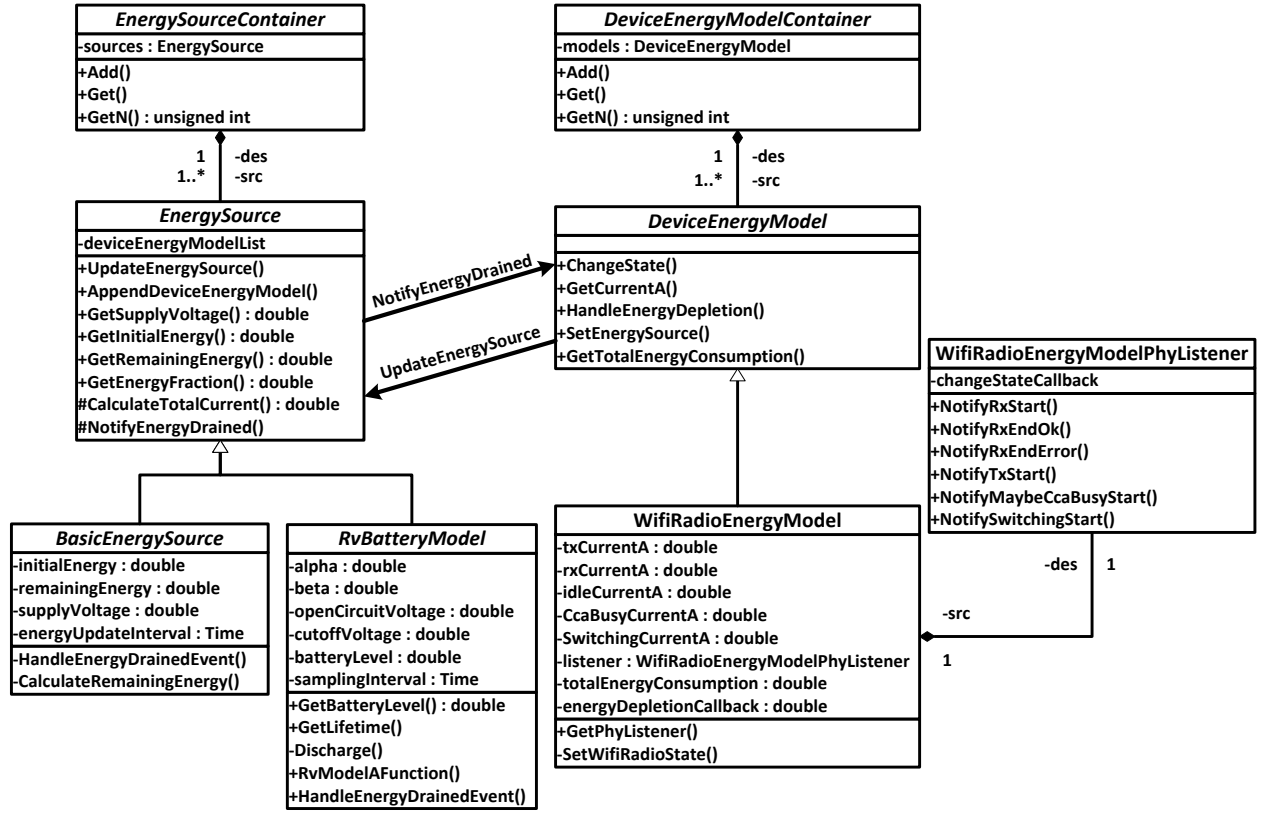 EnergySourceContainer
-sources : EnergySource
+Add()
+Get()
+GetN() : unsigned int
DeviceEnergyModelContainer
-models : DeviceEnergyModel
+Add()
+Get()
+GetN() : unsigned int
1 -des
1..* -src
1 -des
1..* -src
EnergySource
-deviceEnergyModelList
+UpdateEnergySource()
+AppendDeviceEnergyModel()
+GetSupplyVoltage() : double
+GetInitialEnergy() : double
+GetRemainingEnergy() : double
+GetEnergyFraction() : double
#CalculateTotalCurrent() : double
#NotifyEnergyDrained()
NotifyEnergyDrained
UpdateEnergySource
DeviceEnergyModel
+ChangeState()
+GetCurrentA()
+HandleEnergyDepletion()
+SetEnergySource()
+GetTotalEnergyConsumption()
WifiRadioEnergyModelPhyListener
-changeStateCallback
+NotifyRxStart()
+NotifyRxEndOk()
+NotifyRxEndError()
+NotifyTxStart()
+NotifyMaybeCcaBusyStart()
+NotifySwitchingStart()
BasicEnergySource
-initialEnergy : double
-remainingEnergy : double
-supplyVoltage : double
-energyUpdateInterval : Time
-HandleEnergyDrainedEvent()
-CalculateRemainingEnergy()
RvBatteryModel
-alpha : double
-beta : double
-openCircuitVoltage : double
-cutoffVoltage : double
-batteryLevel : double
-samplingInterval : Time
+GetBatteryLevel() : double
+GetLifetime()
-Discharge()
+RvModelAFunction()
+HandleEnergyDrainedEvent()
WifiRadioEnergyModel
-txCurrentA : double
-rxCurrentA : double
-idleCurrentA : double
-CcaBusyCurrentA : double
-SwitchingCurrentA : double
-listener : WifiRadioEnergyModelPhyListener
-totalEnergyConsumption : double
-energyDepletionCallback : double
+GetPhyListener()
-SetWifiRadioState()
-des 1
-src
1